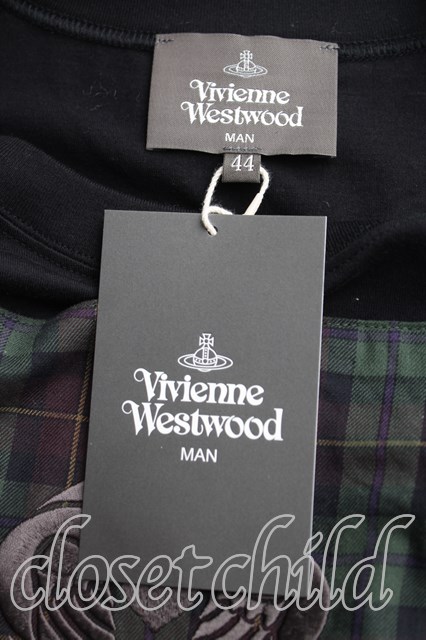 Vivienne
Westwood
MAN
44
Vivienne
Westwood
MAN
closetchild